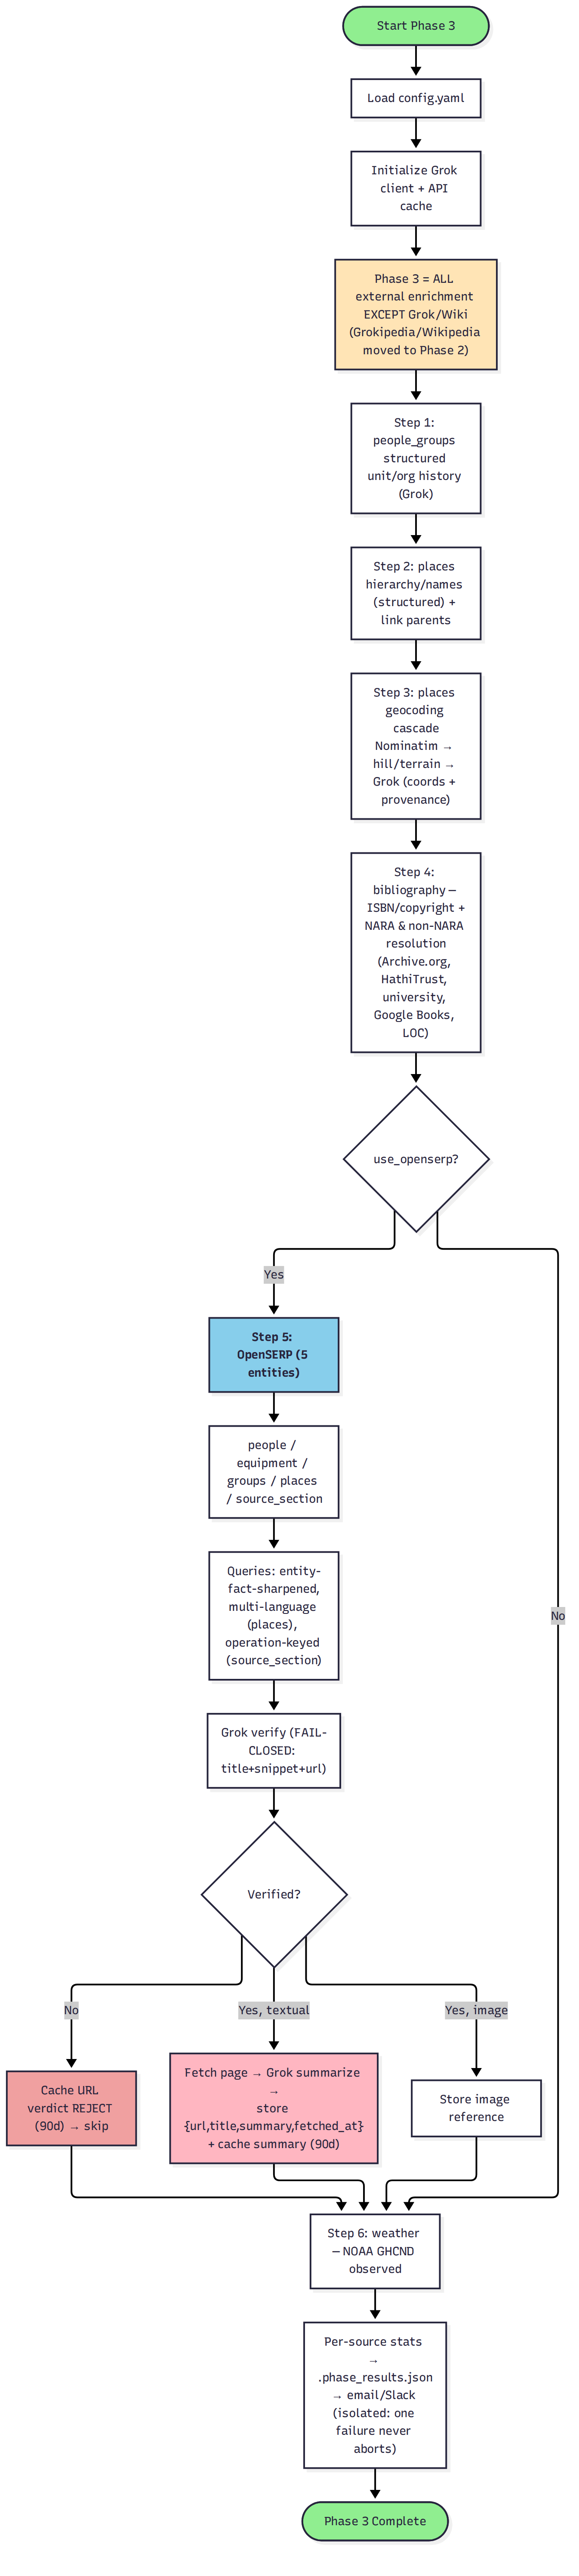 Start Phase 3
Load config.yaml
Initialize Grok
client + API
cache
Phase 3 = ALL
external enrichment
EXCEPT Grok/Wiki
(Grokipedia/Wikipedia
moved to Phase 2)
Step 1:
people_groups
structured
unit/org history
(Grok)
Step 2: places
hierarchy/names
(structured) +
link parents
Step 3: places
geocoding
cascade
Nominatim →
hill/terrain →
Grok (coords +
provenance)
Step 4:
bibliography —
ISBN/copyright +
NARA & non-NARA
resolution
(Archive.org,
HathiTrust,
university,
Google Books,
LOC)
use_openserp?
Yes
Step 5:
OpenSERP (5
entities)
people /
equipment /
groups / places
/ source_section
Queries: entity-
fact-sharpened,
multi-language
(places),
operation-keyed
(source_section)
No
Grok verify (FAIL-
CLOSED:
title+snippet+url)
Verified?
No
Yes, textual
Yes, image
Cache URL
verdict REJECT
(90d) → skip
Fetch page → Grok summarize
→
store
{url,title,summary,fetched_at}
+ cache summary (90d)
Store image
reference
Step 6: weather
— NOAA GHCND
observed
Per-source stats
→
.phase_results.json
→ email/Slack
(isolated: one
failure never
aborts)
Phase 3 Complete